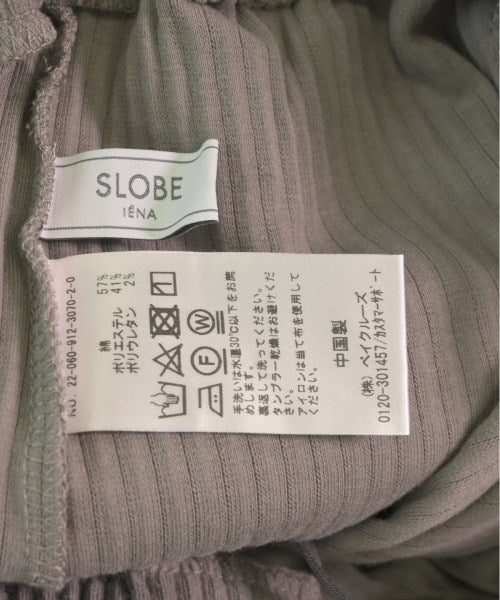 SLOBE
IÉNA
NO. 22-060-912-3070-2-0
綿 57%
ポリエステル 41%
ポリウレタン 2%
手洗いは水温30℃以下をお薦
めします。
裏返して洗ってください。
タンブラー乾燥はお避けくだ
さい。
アイロンは当て布を使用して
ください。
中国製
(株) ベイクルーズ
0120-301457/カスタマーサポート